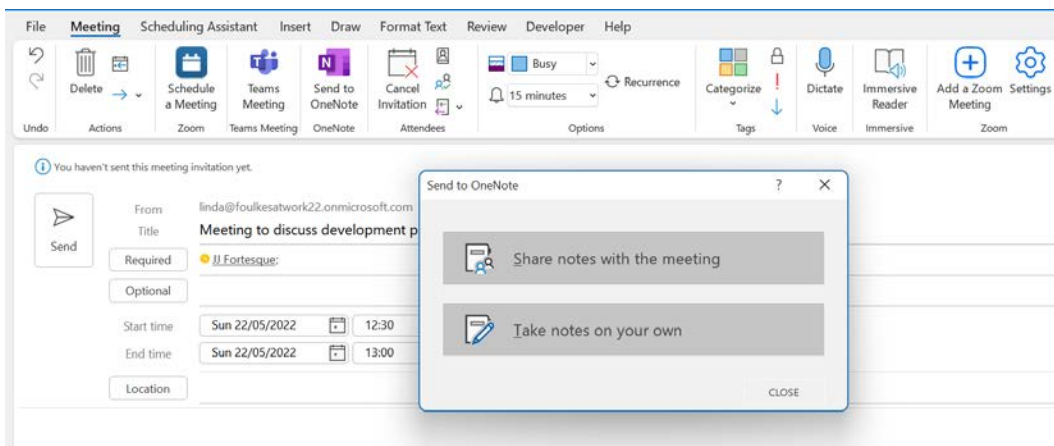 File Meeting Scheduling Assistant Insert Draw Format Text Review Developer Help
Delete
Schedule a Meeting
Teams Meeting
Send to OneNote
Cancel Invitation
Busy
15 minutes
Recurrence
Categorize
Dictate
Immersive Reader
Add a Zoom Meeting
Settings
Undo Actions Zoom Teams Meeting OneNote Attendees Options Tags Voice Immersive Zoom
You haven't sent this meeting invitation yet.
Send
From linda@foulkesatwork22.onmicrosoft.com
Title Meeting to discuss development p
Required JJ Fortesque;
Optional
Start time Sun 22/05/2022 12:30
End time Sun 22/05/2022 13:00
Location
Send to OneNote ? X
Share notes with the meeting
Take notes on your own
CLOSE